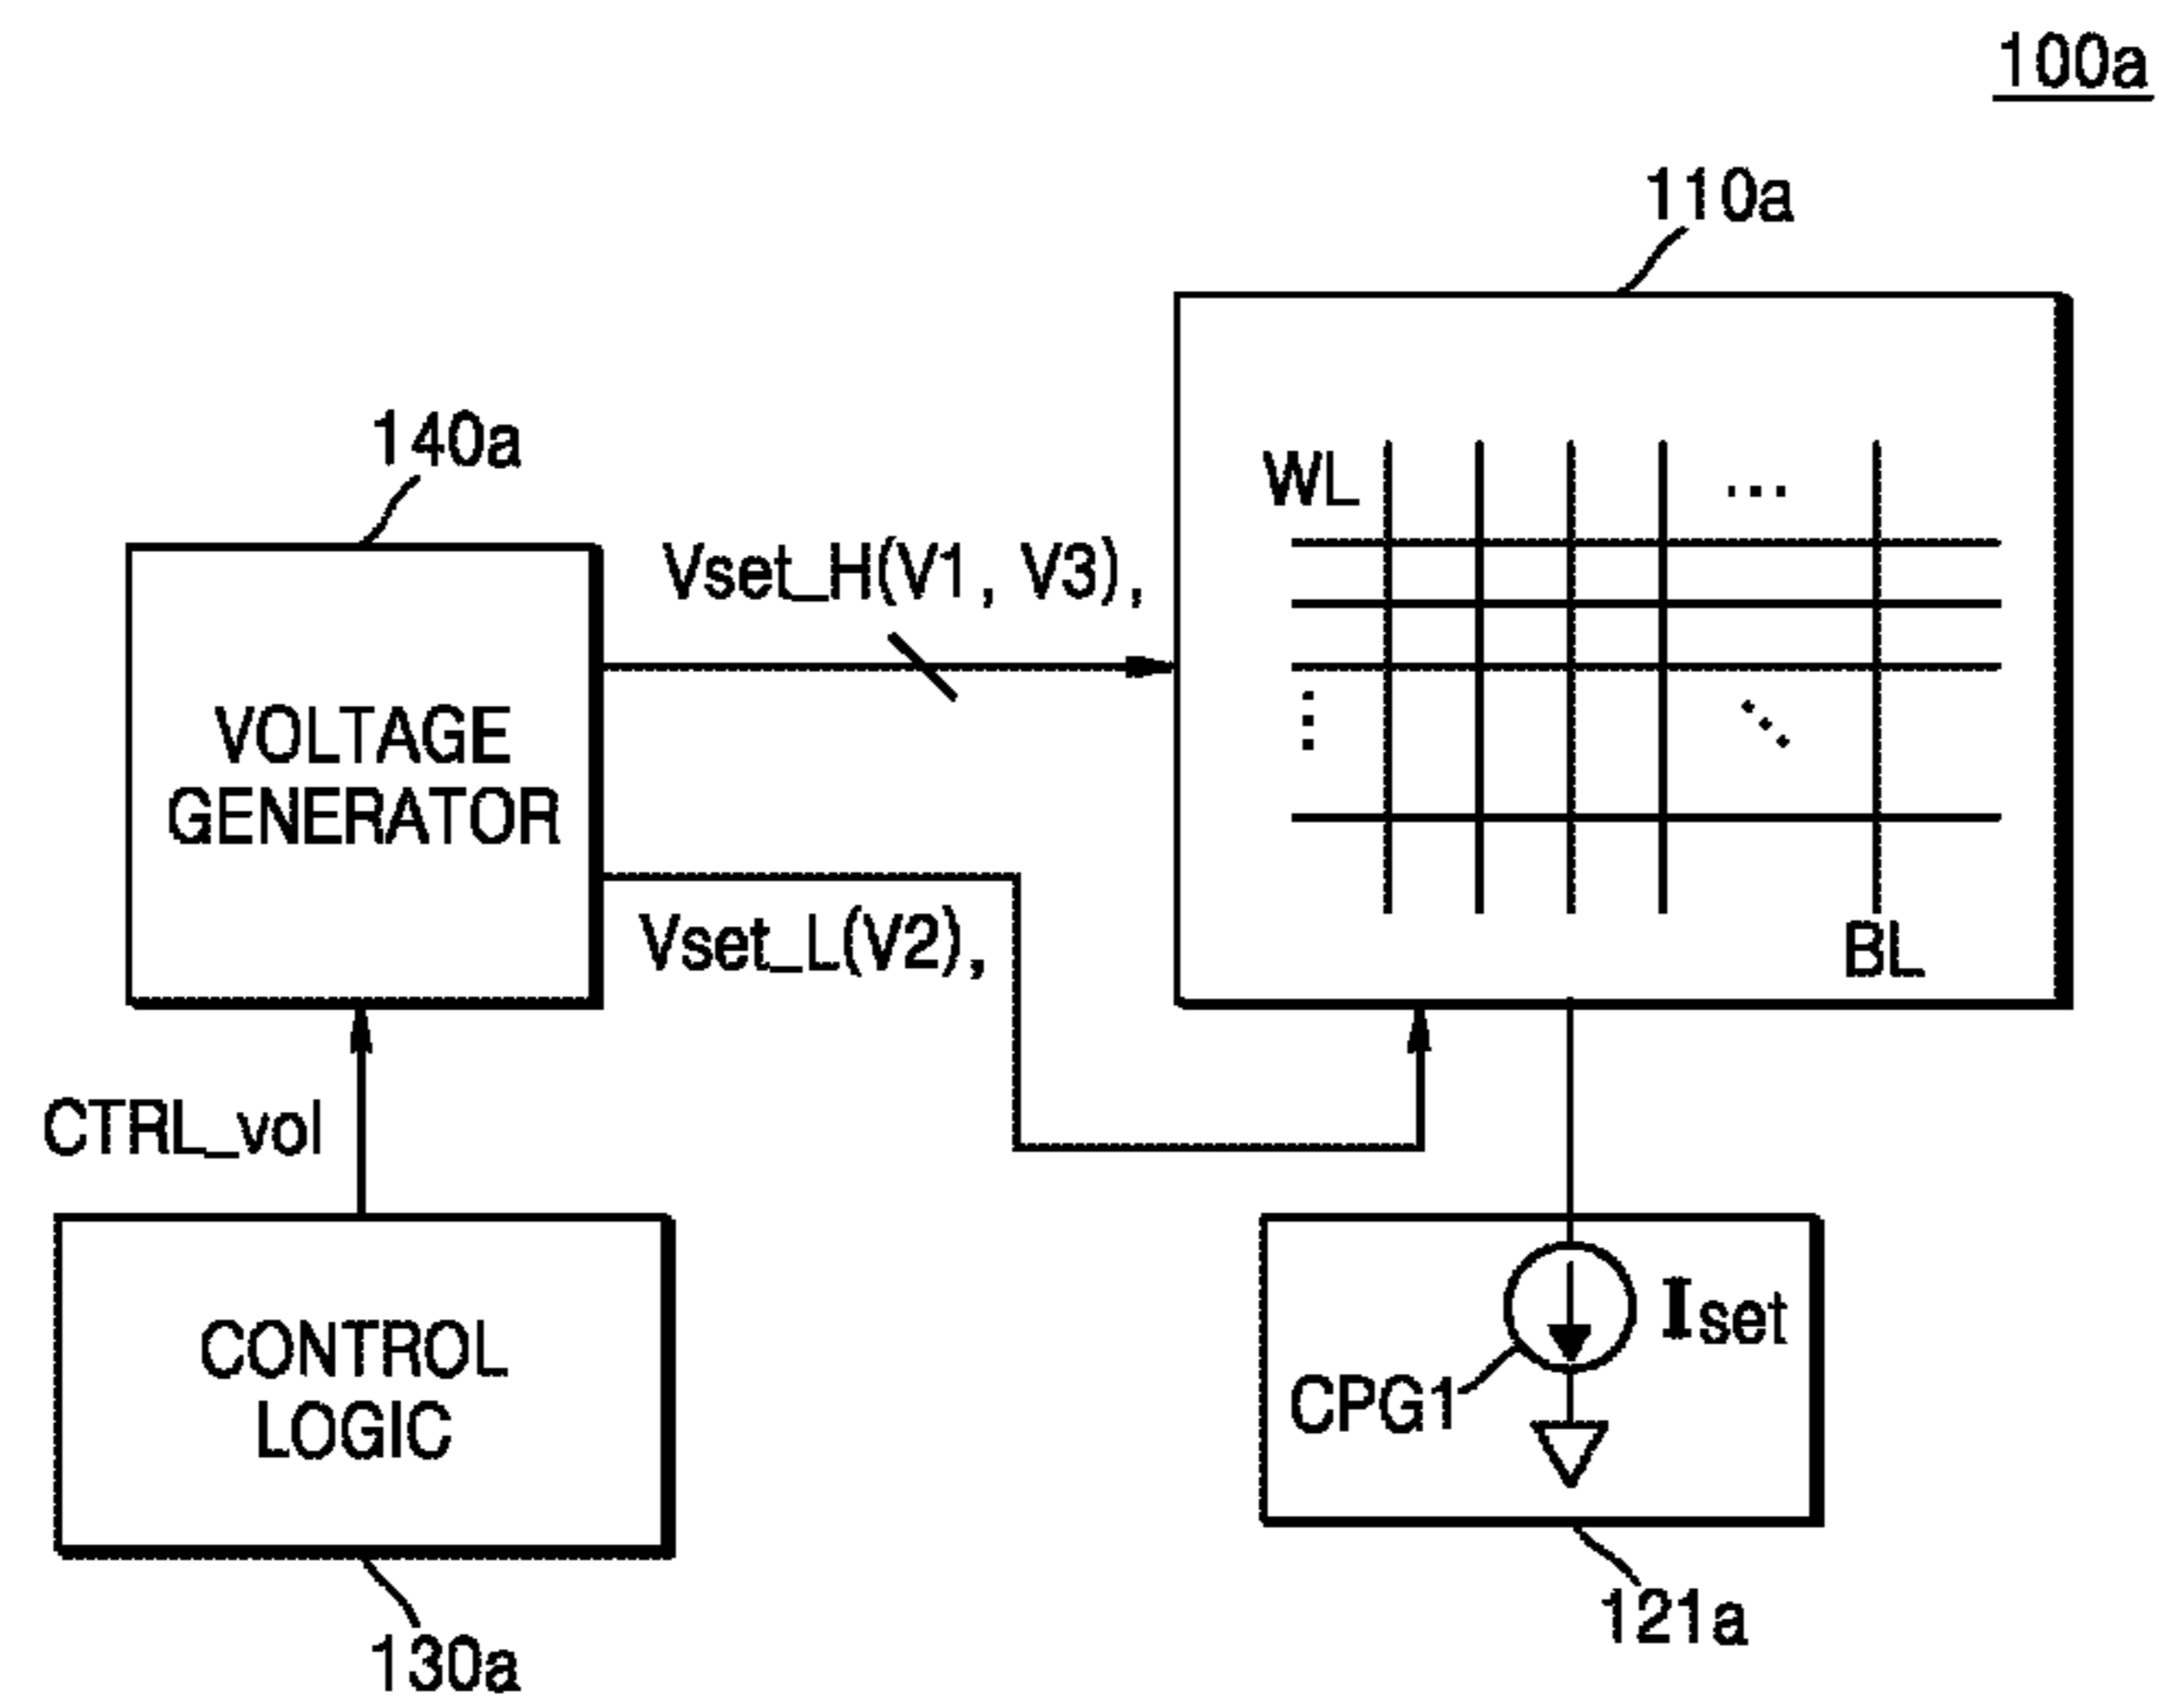 100a
110a
140a
WL
...
Vset_H(V1, V3),
VOLTAGE
GENERATOR
Vset_L(V2),
BL
CTRL_vol
Iset
CONTROL
LOGIC
CPG1
121a
130a